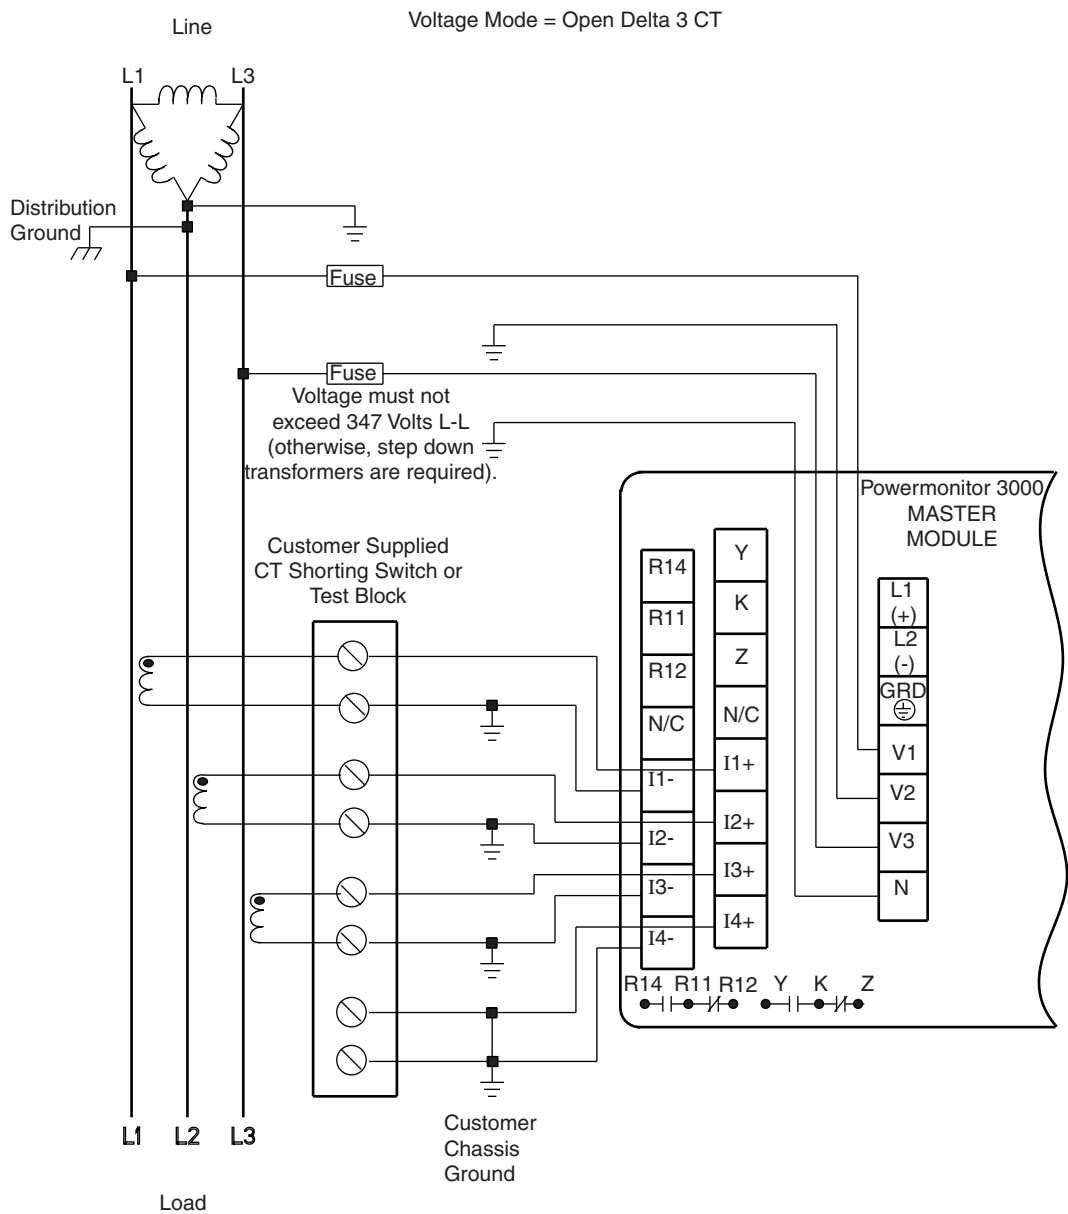 Voltage Mode = Open Delta 3 CT
Line
L1
L3
Distribution
Ground
Fuse
Fuse
Voltage must not
exceed 347 Volts L-L
(otherwise, step down
transformers are required).
Powermonitor 3000
MASTER
MODULE
Customer Supplied
CT Shorting Switch or
Test Block
R14
R11
R12
N/C
I1-
I2-
I3-
I4-
Y
K
Z
N/C
I1+
I2+
I3+
I4+
L1
(+)
L2
(-)
GRD
V1
V2
V3
N
R14 R11 R12 Y K Z
Customer
Chassis
Ground
L1 L2 L3
Load